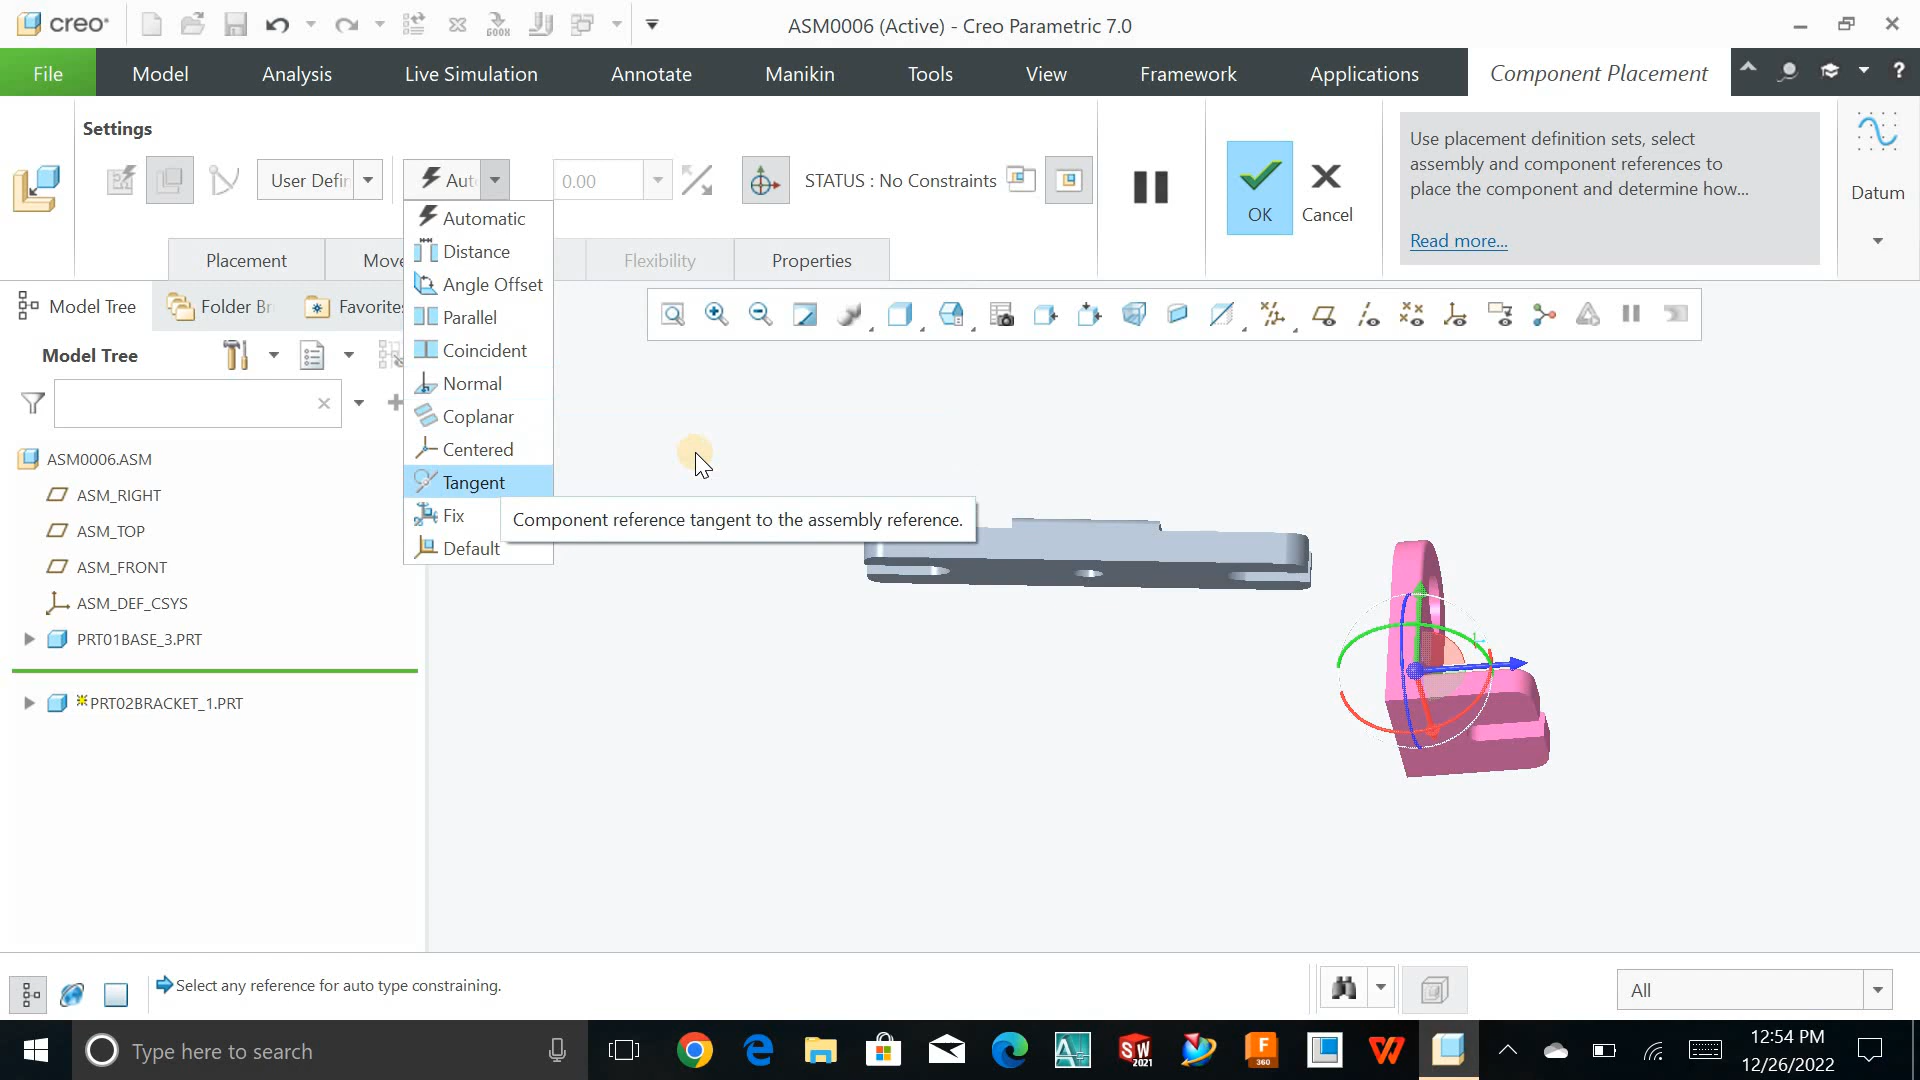 creo
ASM0006 (Active) - Creo Parametric 7.0
File
Model
Analysis
Live Simulation
Annotate
Manikin
Tools
View
Framework
Applications
Component Placement
?
Settings
User Defin
Aut
0.00
STATUS : No Constraints
OK
Cancel
Use placement definition sets, select
assembly and component references to
place the component and determine how...
Read more...
Datum
Placement
Move
Flexibility
Properties
Automatic
Distance
Angle Offset
Parallel
Coincident
Normal
Coplanar
Centered
Tangent
Fix
Default
Component reference tangent to the assembly reference.
Model Tree
Folder Br
Favorites
Model Tree
ASM0006.ASM
ASM_RIGHT
ASM_TOP
ASM_FRONT
ASM_DEF_CSYS
PRT01BASE_3.PRT
PRT02BRACKET_1.PRT
Select any reference for auto type constraining.
All
Type here to search
SW
2021
F
360
12:54 PM
12/26/2022